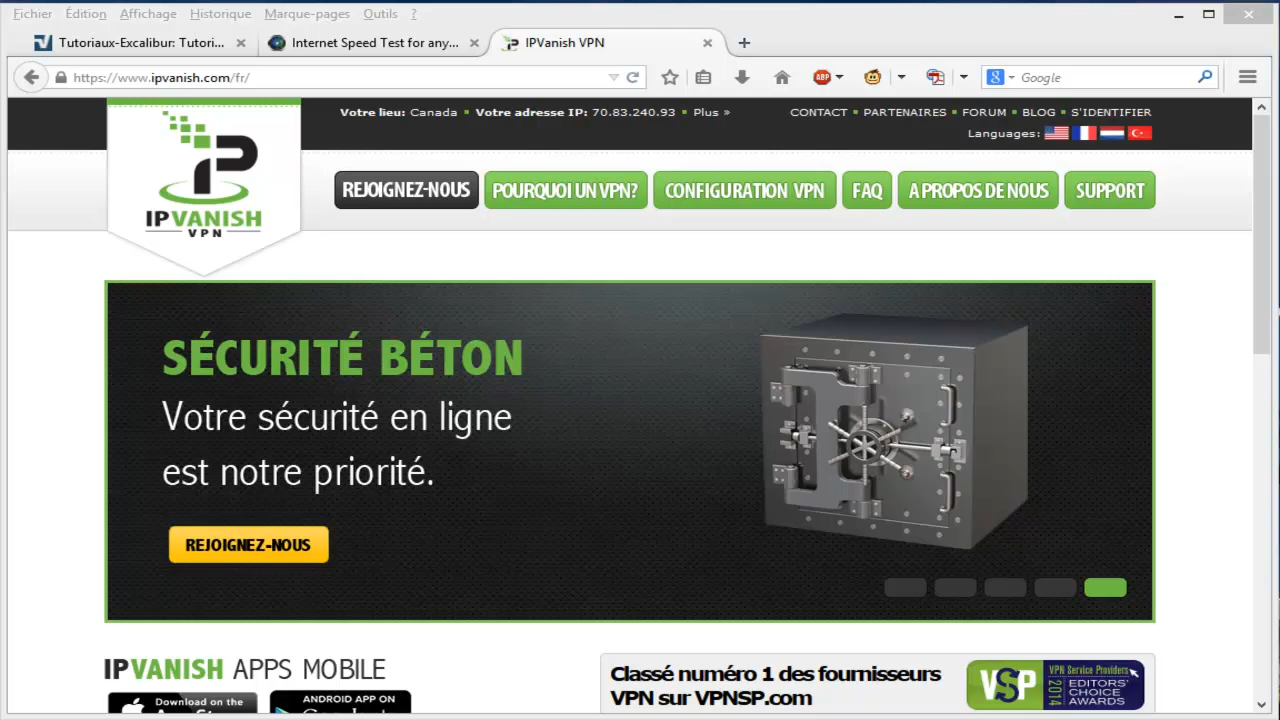 Fichier Édition Affichage Historique Marque-pages Outils ?
Tutoriaux-Excalibur: Tutori... Internet Speed Test for any... IPVanish VPN
https://www.ipvanish.com/fr/ ABP Google
Votre lieu: Canada Votre adresse IP: 70.83.240.93 Plus » CONTACT PARTENAIRES FORUM BLOG S'IDENTIFIER
Languages:
REJOIGNEZ-NOUS POURQUOI UN VPN? CONFIGURATION VPN FAQ A PROPOS DE NOUS SUPPORT
IPVANISH
VPN
SÉCURITÉ BÉTON
Votre sécurité en ligne
est notre priorité.
REJOIGNEZ-NOUS
IPVANISH APPS MOBILE
Download on the
ANDROID APP ON
Classé numéro 1 des fournisseurs
VPN sur VPNSP.com
VSP
VPN Service Providers
2014
EDITORS'
CHOICE
AWARDS